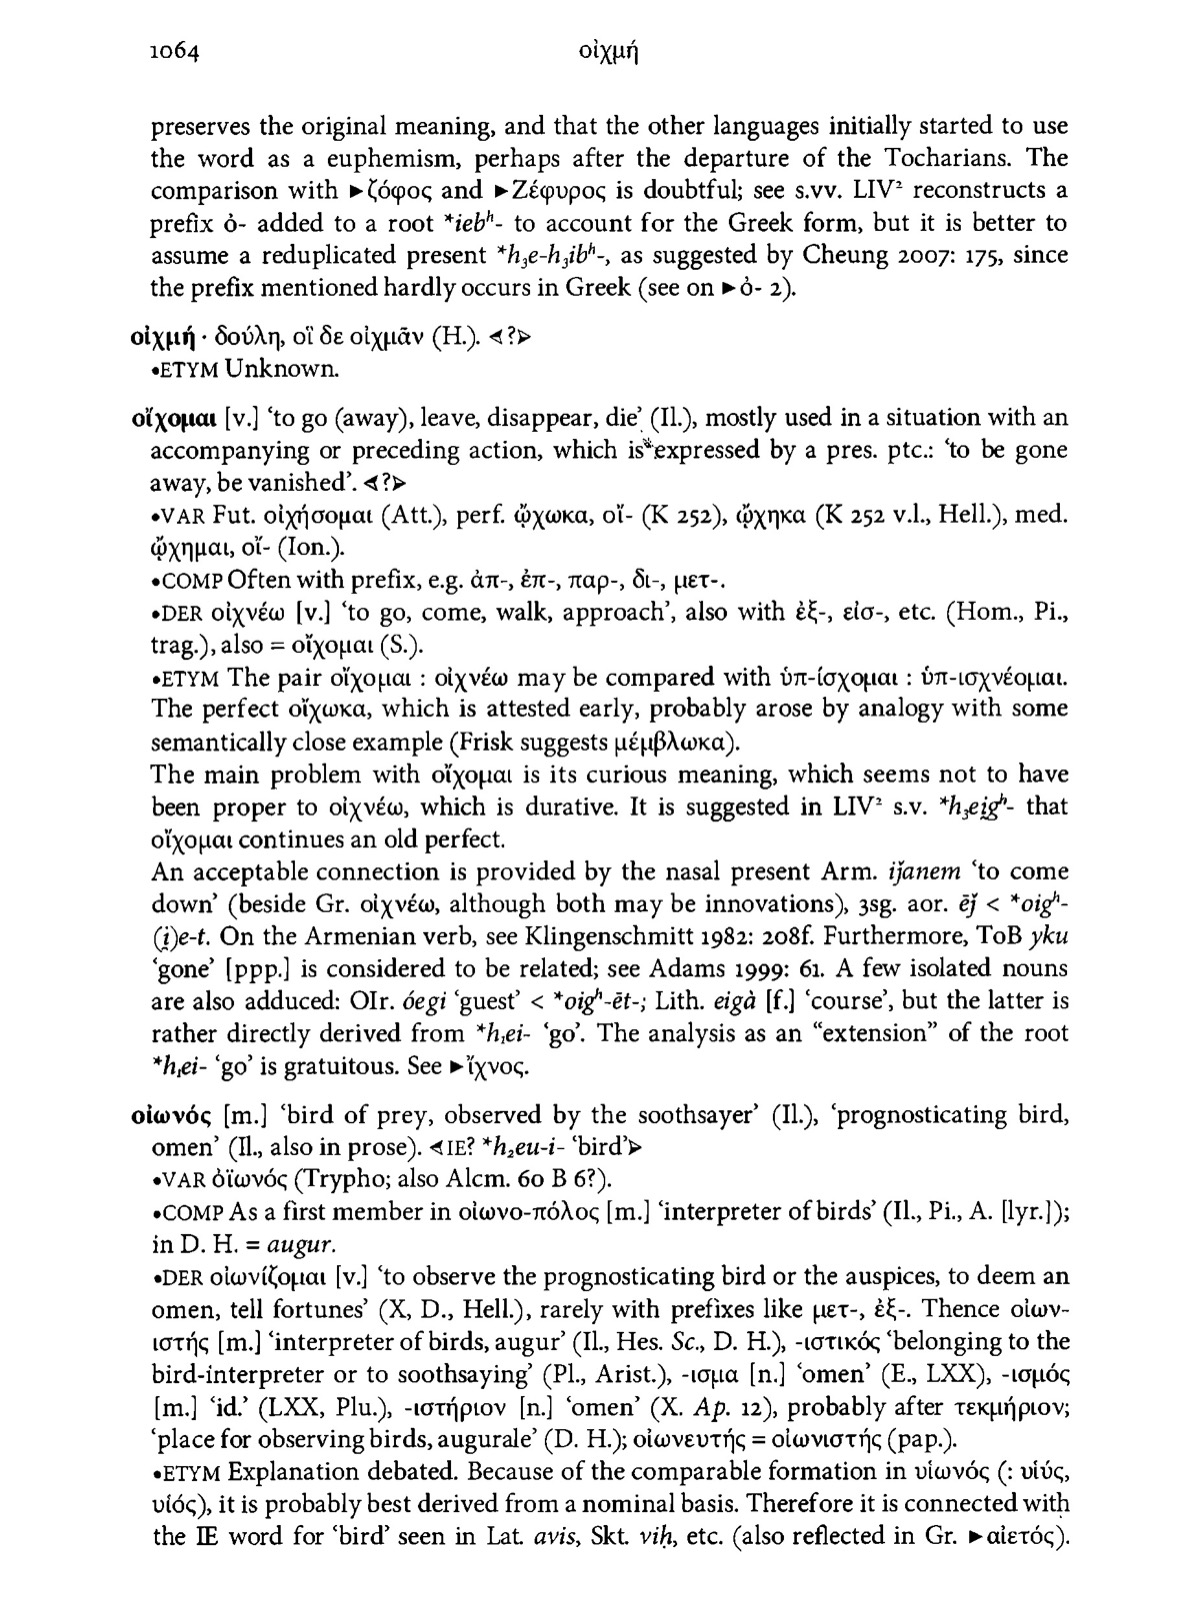 1064 οἰχμή
preserves the original meaning, and that the other languages initially started to use
the word as a euphemism, perhaps after the departure of the Tocharians. The
comparison with ►ζόφος and ►Ζέφυρος is doubtful; see s.vv. LIV² reconstructs a
prefix ὀ- added to a root *ieb^h- to account for the Greek form, but it is better to
assume a reduplicated present *h₃e-h₃ib^h-, as suggested by Cheung 2007: 175, since
the prefix mentioned hardly occurs in Greek (see on ►ὀ- 2).
οἰχμή · δούλη, οἵ δε οἰχμᾶν (H.). ⊲?⊳
•ETYM Unknown.
οἴχομαι [v.] ‘to go (away), leave, disappear, die’ (Il.), mostly used in a situation with an
accompanying or preceding action, which is expressed by a pres. ptc.: ‘to be gone
away, be vanished’. ⊲?⊳
•VAR Fut. οἰχήσομαι (Att.), perf. ᾤχωκα, οἴ- (K 252), ᾤχηκα (K 252 v.l., Hell.), med.
ᾤχημαι, οἴ- (Ion.).
•COMP Often with prefix, e.g. ἀπ-, ἐπ-, παρ-, δι-, μετ-.
•DER οἰχνέω [v.] ‘to go, come, walk, approach’, also with ἐξ-, εἰσ-, etc. (Hom., Pi.,
trag.), also = οἴχομαι (S.).
•ETYM The pair οἴχομαι : οἰχνέω may be compared with ὑπ-ίσχομαι : ὑπ-ισχνέομαι.
The perfect οἴχωκα, which is attested early, probably arose by analogy with some
semantically close example (Frisk suggests μέμβλωκα).
The main problem with οἴχομαι is its curious meaning, which seems not to have
been proper to οἰχνέω, which is durative. It is suggested in LIV² s.v. *h₃ei̯g^h- that
οἴχομαι continues an old perfect.
An acceptable connection is provided by the nasal present Arm. iǰanem ‘to come
down’ (beside Gr. οἰχνέω, although both may be innovations), 3sg. aor. ēǰ < *oig^h-
(i̯)e-t. On the Armenian verb, see Klingenschmitt 1982: 208f. Furthermore, ToB yku
‘gone’ [ppp.] is considered to be related; see Adams 1999: 61. A few isolated nouns
are also adduced: OIr. óegi ‘guest’ < *oig^h-ēt-; Lith. eigà [f.] ‘course’, but the latter is
rather directly derived from *h₁ei- ‘go’. The analysis as an “extension” of the root
*h₁ei- ‘go’ is gratuitous. See ►ἴχνος.
οἰωνός [m.] ‘bird of prey, observed by the soothsayer’ (Il.), ‘prognosticating bird,
omen’ (Il., also in prose). ⊲IE? *h₂eu-i- ‘bird’⊳
•VAR ὀϊωνός (Trypho; also Alcm. 60 B 6?).
•COMP As a first member in οἰωνο-πόλος [m.] ‘interpreter of birds’ (Il., Pi., A. [lyr.]);
in D. H. = augur.
•DER οἰωνίζομαι [v.] ‘to observe the prognosticating bird or the auspices, to deem an
omen, tell fortunes’ (X, D., Hell.), rarely with prefixes like μετ-, ἐξ-. Thence οἰων-
ιστής [m.] ‘interpreter of birds, augur’ (Il., Hes. Sc., D. H.), -ιστικός ‘belonging to the
bird-interpreter or to soothsaying’ (Pl., Arist.), -ισμα [n.] ‘omen’ (E., LXX), -ισμός
[m.] ‘id.’ (LXX, Plu.), -ιστήριον [n.] ‘omen’ (X. Ap. 12), probably after τεκμήριον;
‘place for observing birds, augurale’ (D. H.); οἰωνευτής = οἰωνιστής (pap.).
•ETYM Explanation debated. Because of the comparable formation in υἱωνός (: υἱύς,
υἱός), it is probably best derived from a nominal basis. Therefore it is connected with
the IE word for ‘bird’ seen in Lat. avis, Skt. viḥ, etc. (also reflected in Gr. ►αἰετός).